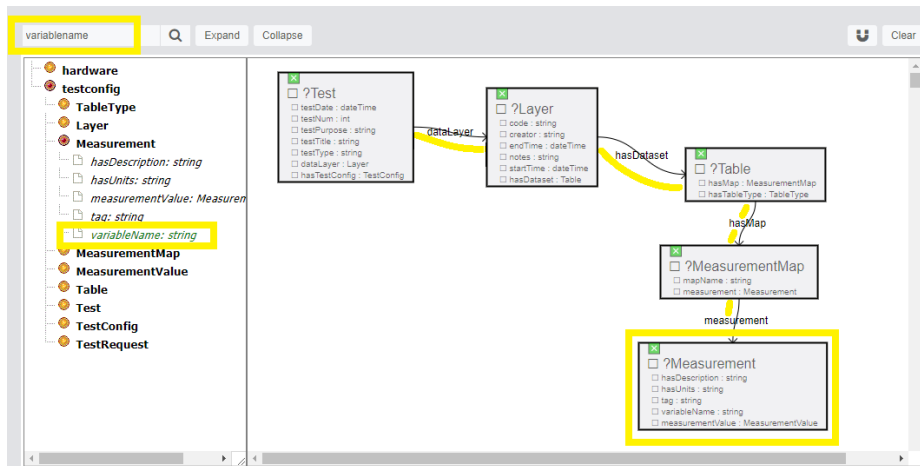 variablename
Expand
Collapse
Clear
hardware
testconfig
TableType
Layer
Measurement
hasDescription: string
hasUnits: string
measurementValue: Measuren
tag: string
variableName: string
MeasurementMap
MeasurementValue
Table
Test
TestConfig
TestRequest
?Test
testDate : dateTime
testNum : int
testPurpose : string
testTitle : string
testType : string
dataLayer : Layer
hasTestConfig : TestConfig
dataLayer
?Layer
code : string
creator : string
endTime : dateTime
notes : string
startTime : dateTime
hasDataset : Table
hasDataset
?Table
hasMap : MeasurementMap
hasTableType : TableType
hasMap
?MeasurementMap
mapName : string
measurement : Measurement
measurement
?Measurement
hasDescription : string
hasUnits : string
tag : string
variableName : string
measurementValue : MeasurementValue